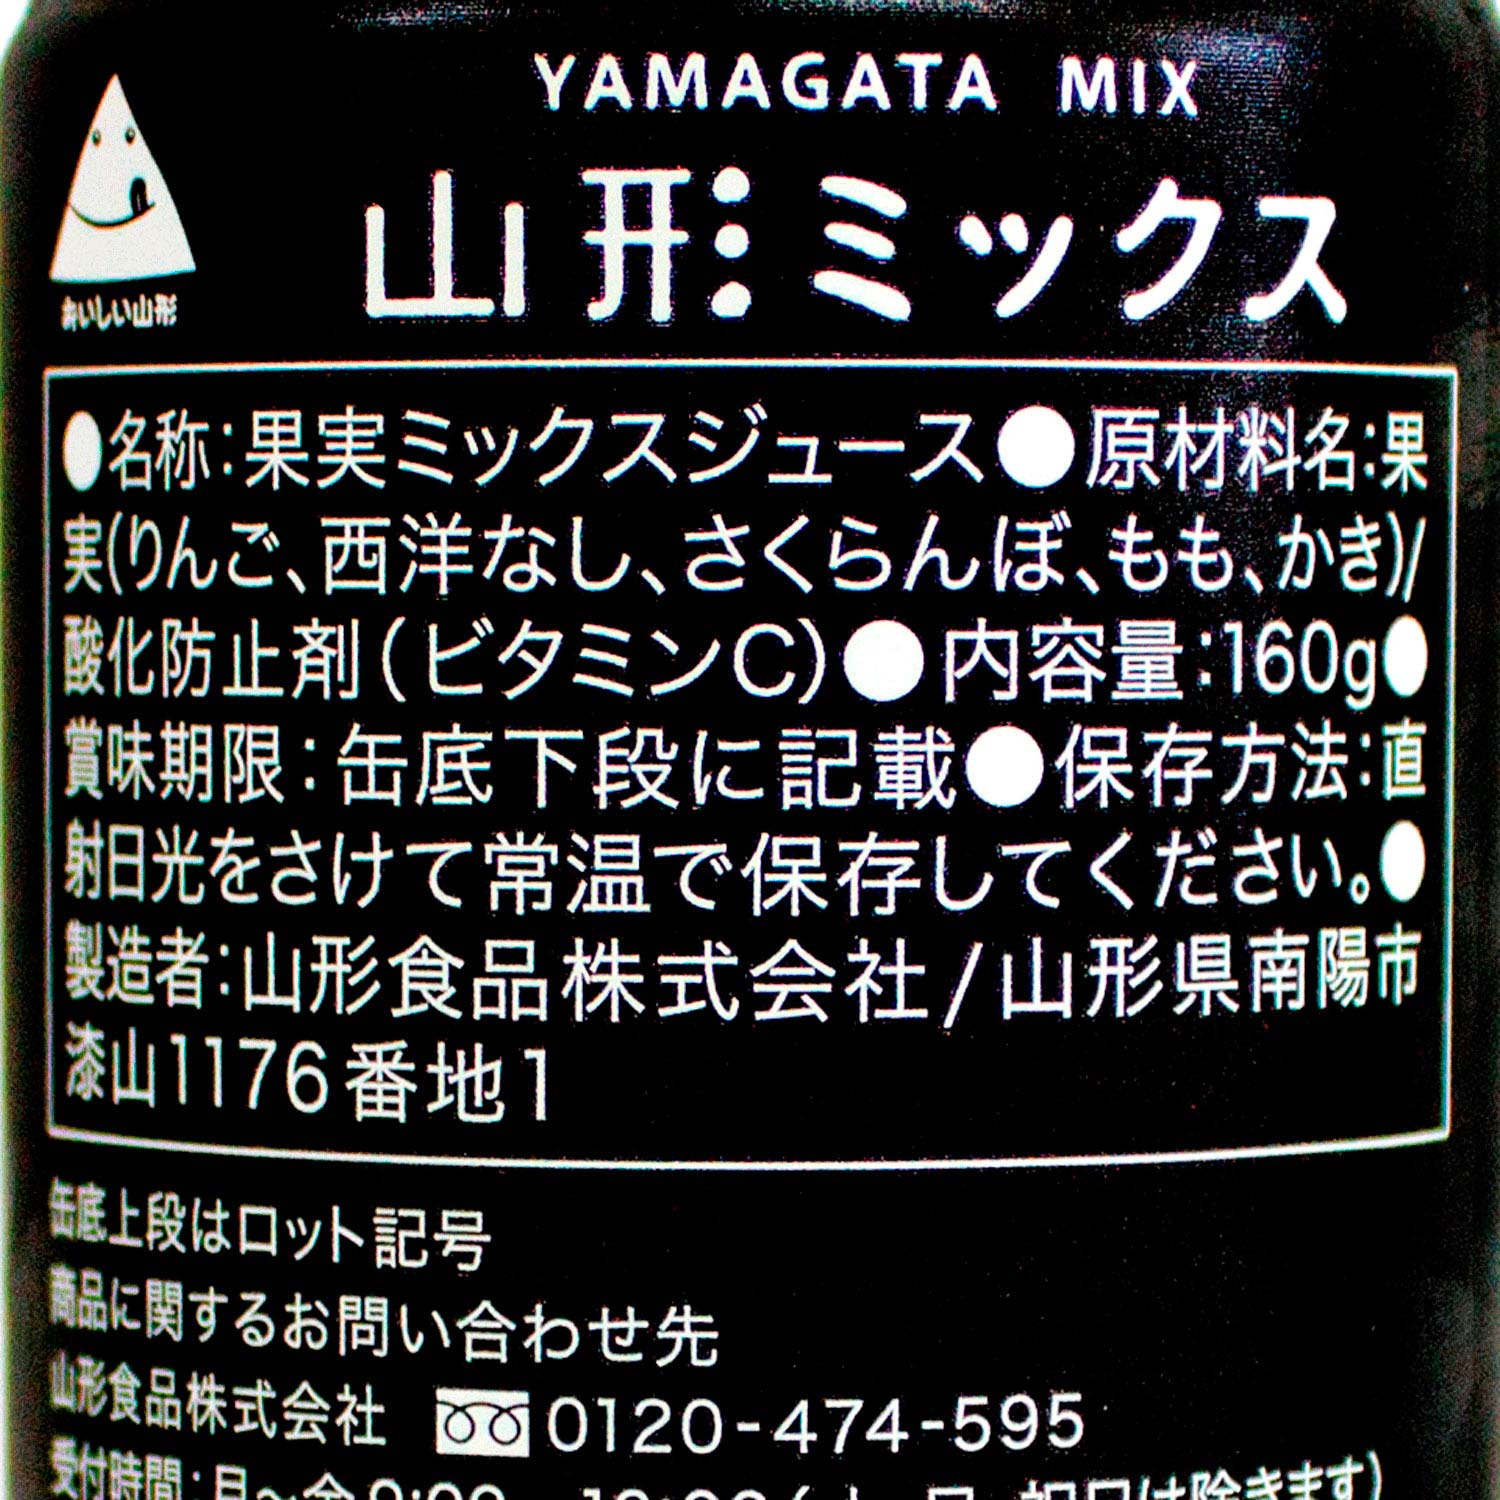 YAMAGATA MIX
山形ミックス
おいしい山形
●名称:果実ミックスジュース●原材料名:果
実(りんご、西洋なし、さくらんぼ、もも、かき)/
酸化防止剤(ビタミンC)●内容量:160g●
賞味期限:缶底下段に記載●保存方法:直
射日光をさけて常温で保存してください。●
製造者:山形食品株式会社/山形県南陽市
漆山1176番地1
缶底上段はロット記号
商品に関するお問い合わせ先
山形食品株式会社 0120-474-595
受付時間:月〜金